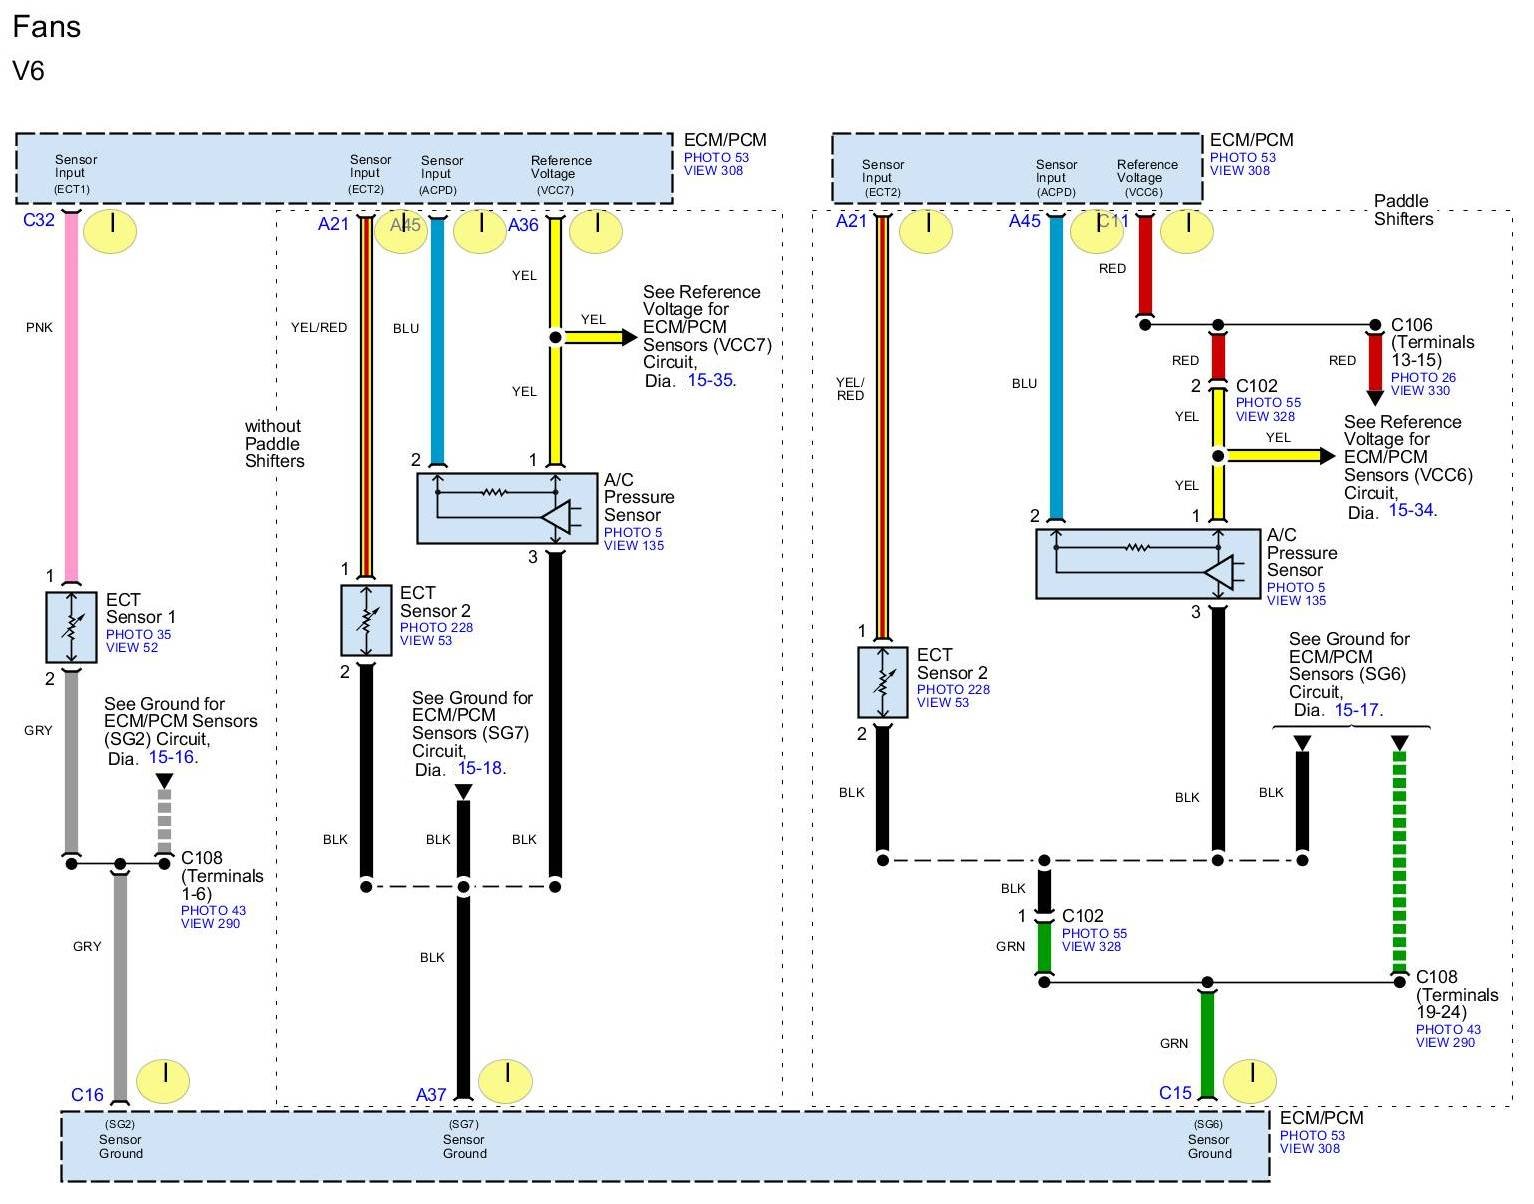 Fans
V6
ECM/PCM
PHOTO 53
VIEW 308
Sensor
Input
(ECT1)
Sensor
Input
(ECT2)
Sensor
Input
(ACPD)
Reference
Voltage
(VCC7)
C32
A21
A45
A36
PNK
YEL/RED
BLU
YEL
YEL
YEL
See Reference
Voltage for
ECM/PCM
Sensors (VCC7)
Circuit,
Dia. 15-35.
without
Paddle
Shifters
2
1
A/C
Pressure
Sensor
PHOTO 5
VIEW 135
3
1
ECT
Sensor 1
PHOTO 35
VIEW 52
2
1
ECT
Sensor 2
PHOTO 228
VIEW 53
2
GRY
See Ground for
ECM/PCM Sensors
(SG2) Circuit,
Dia. 15-16.
See Ground for
ECM/PCM
Sensors (SG7)
Circuit,
Dia. 15-18.
BLK
BLK
BLK
C108
(Terminals
1-6)
PHOTO 43
VIEW 290
GRY
BLK
C16
A37
ECM/PCM
PHOTO 53
VIEW 308
Sensor
Input
(ECT2)
Sensor
Input
(ACPD)
Reference
Voltage
(VCC6)
Paddle
Shifters
A21
A45
C11
RED
YEL/
RED
BLU
RED
RED
C106
(Terminals
13-15)
PHOTO 26
VIEW 330
2
C102
PHOTO 55
VIEW 328
YEL
YEL
YEL
See Reference
Voltage for
ECM/PCM
Sensors (VCC6)
Circuit,
Dia. 15-34.
2
1
A/C
Pressure
Sensor
PHOTO 5
VIEW 135
3
1
ECT
Sensor 2
PHOTO 228
VIEW 53
2
See Ground for
ECM/PCM
Sensors (SG6)
Circuit,
Dia. 15-17.
BLK
BLK
BLK
BLK
1
C102
PHOTO 55
VIEW 328
GRN
C108
(Terminals
19-24)
PHOTO 43
VIEW 290
GRN
C15
(SG2)
Sensor
Ground
(SG7)
Sensor
Ground
(SG6)
Sensor
Ground
ECM/PCM
PHOTO 53
VIEW 308